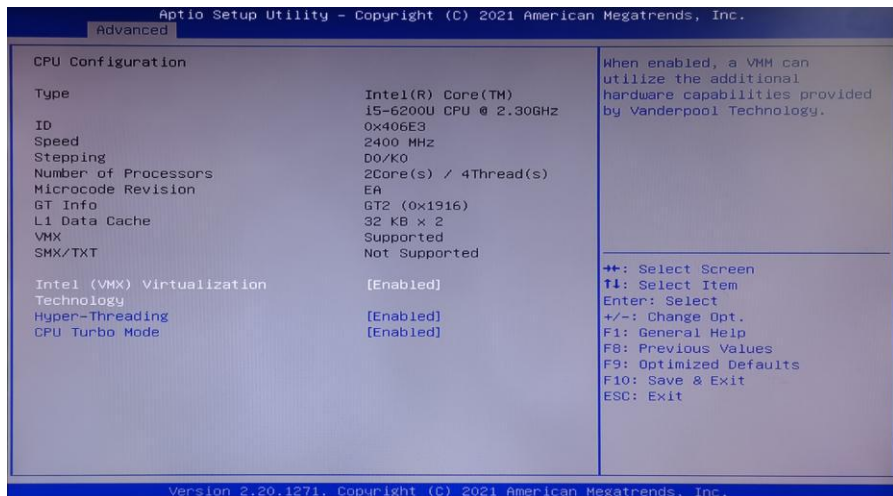 Aptio Setup Utility – Copyright (C) 2021 American Megatrends, Inc.
Advanced
CPU Configuration
Type Intel(R) Core(TM)
i5-6200U CPU @ 2.30GHz
ID 0x406E3
Speed 2400 MHz
Stepping D0/K0
Number of Processors 2Core(s) / 4Thread(s)
Microcode Revision EA
GT Info GT2 (0x1916)
L1 Data Cache 32 KB x 2
VMX Supported
SMX/TXT Not Supported
Intel (VMX) Virtualization [Enabled]
Technology
Hyper-Threading [Enabled]
CPU Turbo Mode [Enabled]
When enabled, a VMM can
utilize the additional
hardware capabilities provided
by Vanderpool Technology.
→←: Select Screen
↑↓: Select Item
Enter: Select
+/-: Change Opt.
F1: General Help
F8: Previous Values
F9: Optimized Defaults
F10: Save & Exit
ESC: Exit
Version 2.20.1271. Copyright (C) 2021 American Megatrends, Inc.